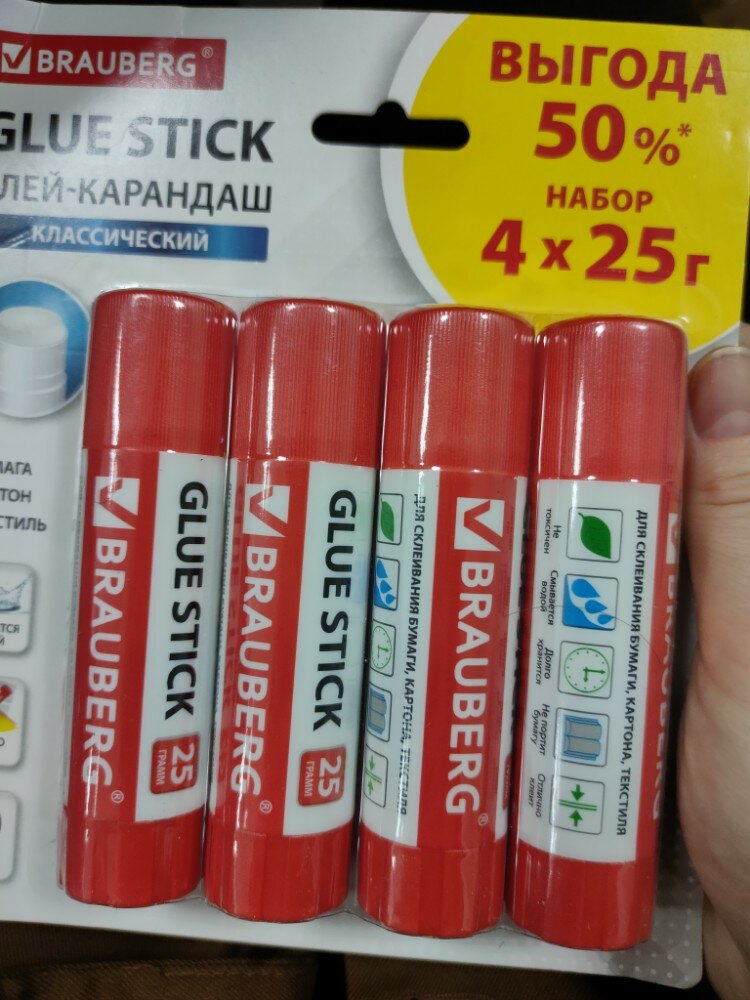 BRAUBERG®
GLUE STICK
ЛЕЙ-КАРАНДАШ
КЛАССИЧЕСКИЙ
ВЫГОДА
50%*
НАБОР
4 х 25 г
BRAUBERG®
GLUE STICK
25
ГРАММ
BRAUBERG®
GLUE STICK
25
ГРАММ
ДЛЯ СКЛЕИВАНИЯ БУМАГИ, КАРТОНА, ТЕКСТИЛЯ
BRAUBERG®
Не токсичен
Смывается водой
Долго хранится
Не портит бумагу
Отлично клеит
ДЛЯ СКЛЕИВАНИЯ БУМАГИ, КАРТОНА, ТЕКСТИЛЯ
BRAUBERG